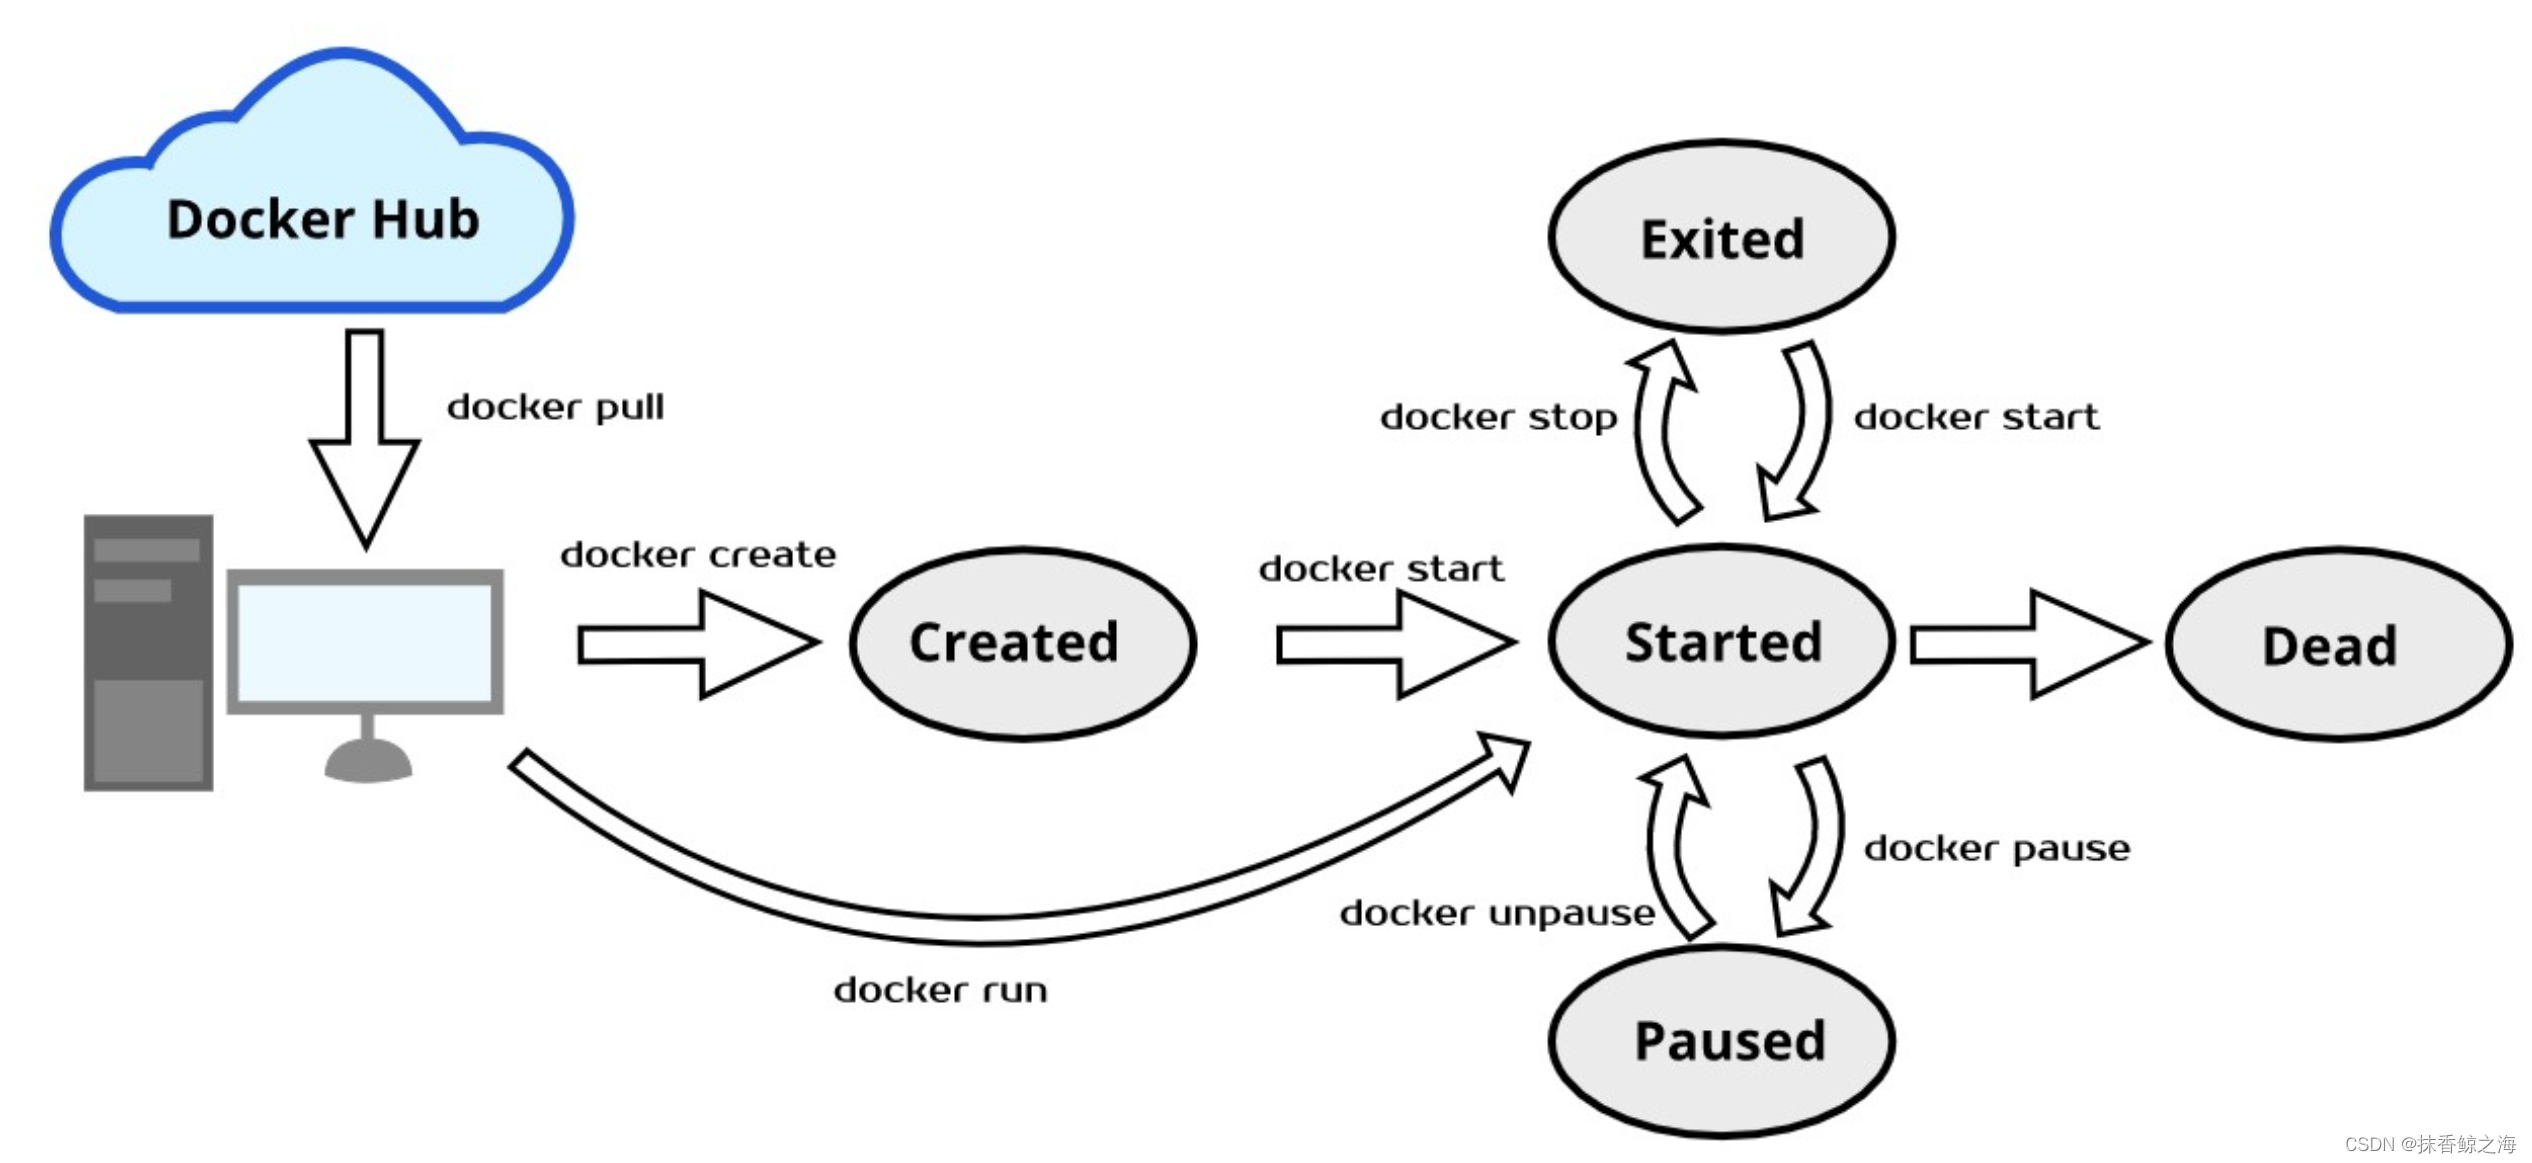 Docker Hub
docker pull
docker create
Created
docker start
Started
Exited
docker stop
docker start
Dead
docker pause
docker unpause
Paused
docker run
CSDN @抹香鲸之海